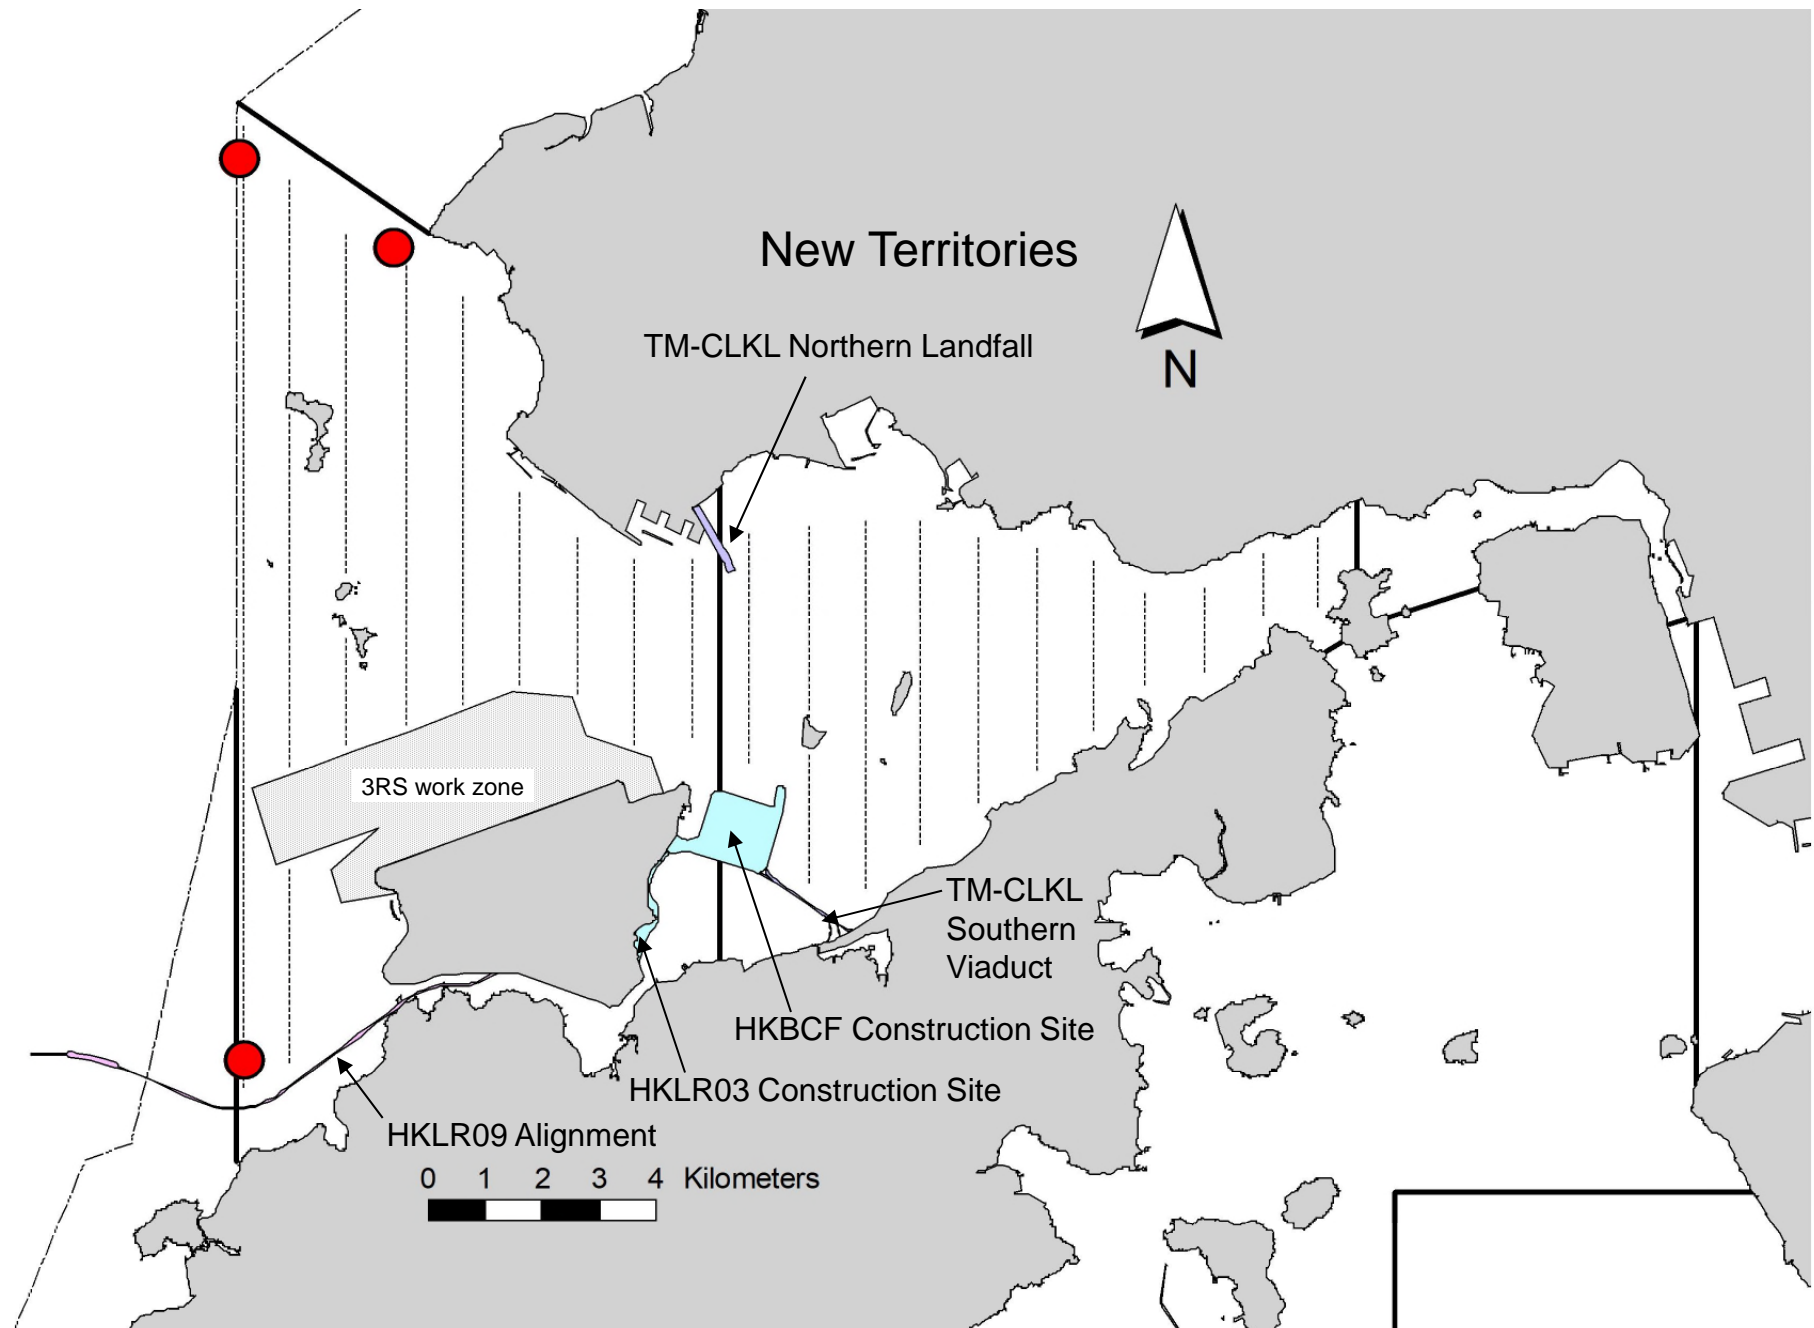 New Territories
TM-CLKL Northern Landfall
N
3RS work zone
TM-CLKL
Southern
Viaduct
HKBCF Construction Site
HKLR03 Construction Site
HKLR09 Alignment
0 1 2 3 4 Kilometers